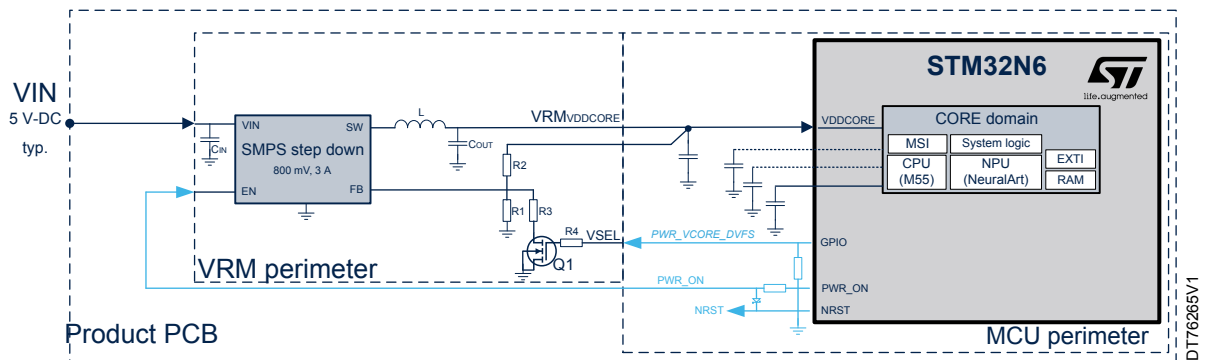 STM32N6
life.augmented
VIN
5 V-DC
typ.
L
VRMVDDCORE
VDDCORE
CORE domain
VIN
SW
CIN
COUT
MSI
System logic
SMPS step down
800 mV, 3 A
R2
CPU
(M55)
NPU
(NeuralArt)
EXTI
RAM
EN
FB
R1
R3
R4
VSEL
PWR_VCORE_DVFS
GPIO
Q1
VRM perimeter
PWR_ON
PWR_ON
NRST
NRST
Product PCB
MCU perimeter
DT76265V1